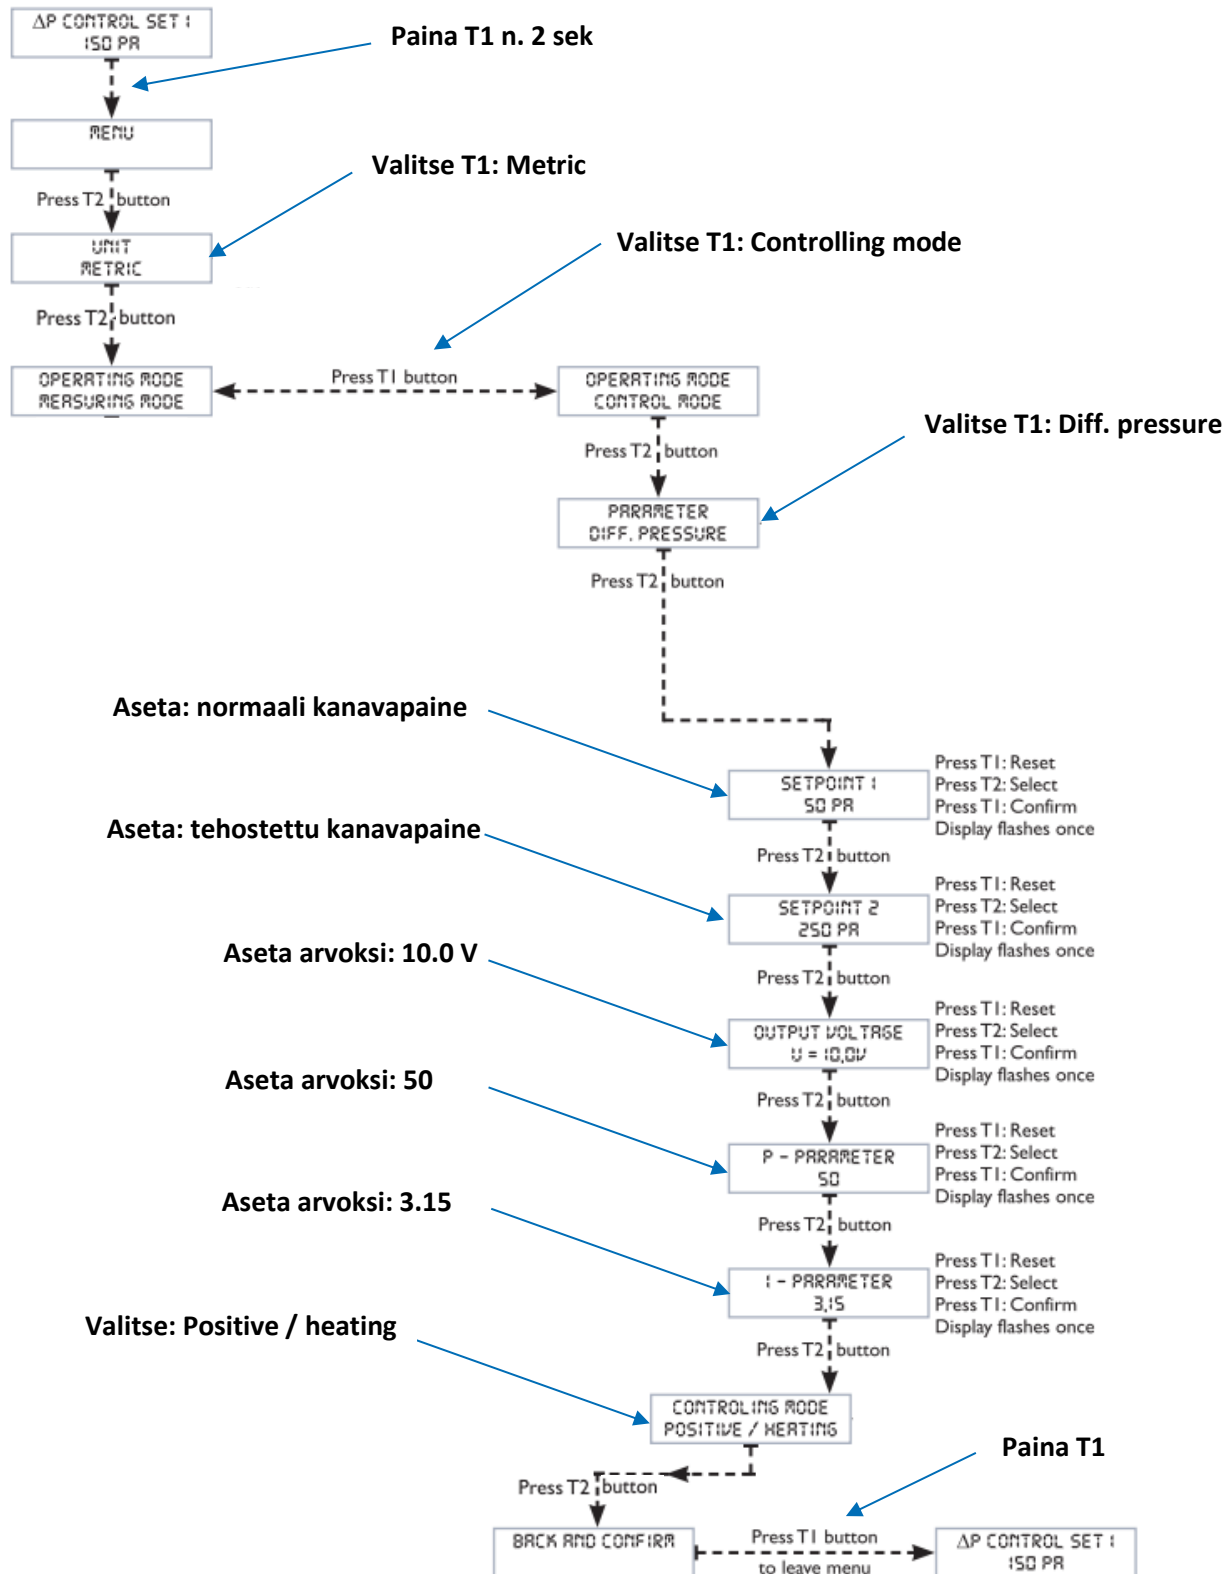 ΔP CONTROL SET 1
150 PA
Paina T1 n. 2 sek
MENU
Valitse T1: Metric
Press T2 button
UNIT
METRIC
Valitse T1: Controlling mode
Press T2 button
OPERATING MODE
MEASURING MODE
Press T1 button
OPERATING MODE
CONTROL MODE
Valitse T1: Diff. pressure
Press T2 button
PARAMETER
DIFF. PRESSURE
Press T2 button
Aseta: normaali kanavapaine
SETPOINT 1
50 PA
Press T1: Reset
Press T2: Select
Press T1: Confirm
Display flashes once
Aseta: tehostettu kanavapaine
Press T2 button
SETPOINT 2
250 PA
Press T1: Reset
Press T2: Select
Press T1: Confirm
Display flashes once
Aseta arvoksi: 10.0 V
Press T2 button
OUTPUT VOLTAGE
U = 10,0V
Press T1: Reset
Press T2: Select
Press T1: Confirm
Display flashes once
Aseta arvoksi: 50
Press T2 button
P - PARAMETER
50
Press T1: Reset
Press T2: Select
Press T1: Confirm
Display flashes once
Aseta arvoksi: 3.15
Press T2 button
I - PARAMETER
3,15
Press T1: Reset
Press T2: Select
Press T1: Confirm
Display flashes once
Valitse: Positive / heating
Press T2 button
CONTROLING MODE
POSITIVE / HEATING
Paina T1
Press T2 button
BACK AND CONFIRM
Press T1 button
to leave menu
ΔP CONTROL SET 1
150 PA